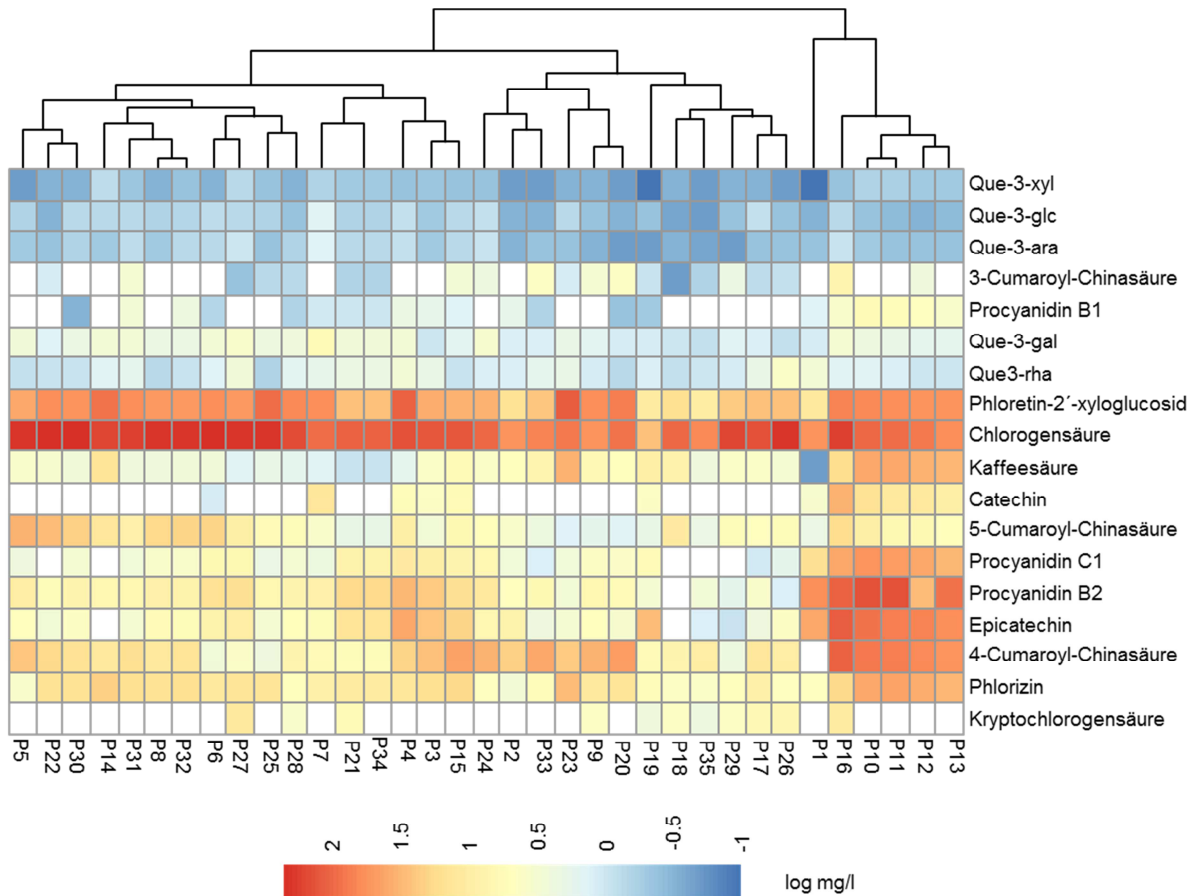 Que-3-xyl
Que-3-glc
Que-3-ara
3-Cumaroyl-Chinasäure
Procyanidin B1
Que-3-gal
Que3-rha
Phloretin-2´-xyloglucosid
Chlorogensäure
Kaffeesäure
Catechin
5-Cumaroyl-Chinasäure
Procyanidin C1
Procyanidin B2
Epicatechin
4-Cumaroyl-Chinasäure
Phlorizin
Kryptochlorogensäure
P5 P22 P30 P14 P31 P8 P32 P6 P27 P25 P28 P7 P21 P34 P4 P3 P15 P24 P2 P33 P23 P9 P20 P19 P18 P35 P29 P17 P26 P1 P16 P10 P11 P12 P13
2 1.5 1 0.5 0 -0.5 -1
log mg/l